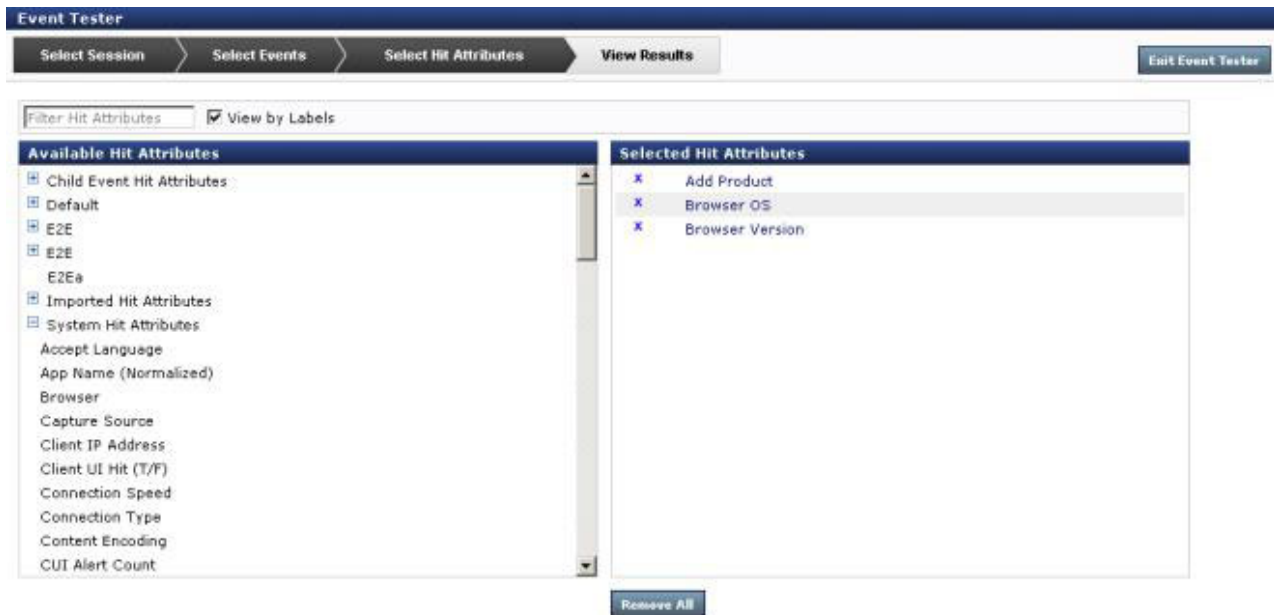 Event Tester
Select Session Select Events Select Hit Attributes View Results Exit Event Tester
Filter Hit Attributes View by Labels
Available Hit Attributes
Child Event Hit Attributes
Default
E2E
E2E
E2Ea
Imported Hit Attributes
System Hit Attributes
Accept Language
App Name (Normalized)
Browser
Capture Source
Client IP Address
Client UI Hit (T/F)
Connection Speed
Connection Type
Content Encoding
CUI Alert Count
Selected Hit Attributes
x Add Product
x Browser OS
x Browser Version
Remove All